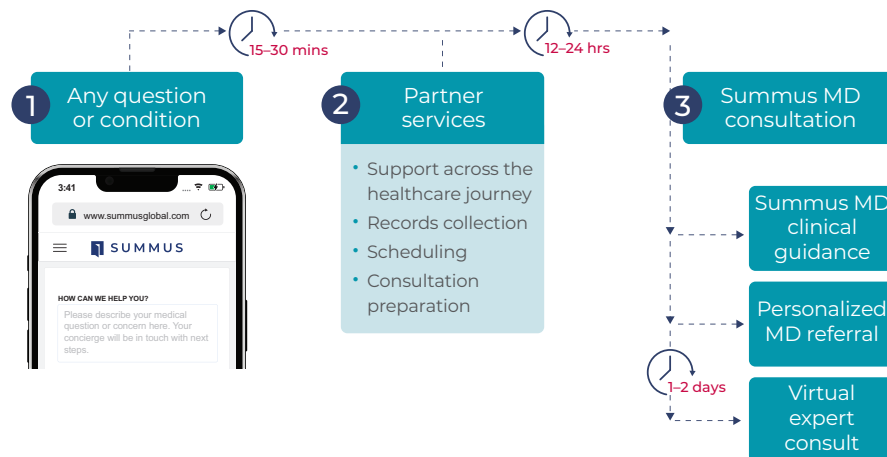 15–30 mins
12–24 hrs
1
Any question
or condition
2
Partner
services
3
Summus MD
consultation
3:41
www.summusglobal.com
SUMMUS
HOW CAN WE HELP YOU?
Please describe your medical
question or concern here. Your
concierge will be in touch with next
steps.
• Support across the
healthcare journey
• Records collection
• Scheduling
• Consultation
preparation
Summus MD
clinical
guidance
Personalized
MD referral
1–2 days
Virtual
expert
consult